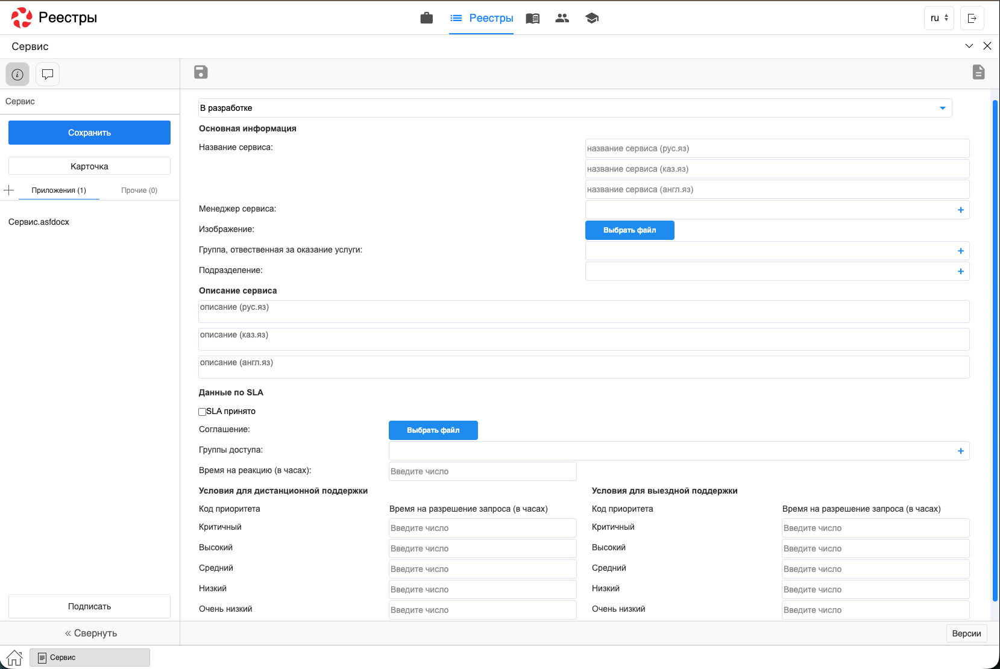 Реестры
Реестры
ru
Сервис
Сервис
Сохранить
Карточка
Приложения (1)
Прочие (0)
Сервис.asfdocx
Подписать
« Свернуть
В разработке
Основная информация
Название сервиса:
название сервиса (рус.яз)
название сервиса (каз.яз)
название сервиса (англ.яз)
Менеджер сервиса:
Изображение:
Выбрать файл
Группа, отвественная за оказание услуги:
Подразделение:
Описание сервиса
описание (рус.яз)
описание (каз.яз)
описание (англ.яз)
Данные по SLA
SLA принято
Соглашение:
Выбрать файл
Группы доступа:
Время на реакцию (в часах):
Введите число
Условия для дистанционной поддержки
Условия для выездной поддержки
Код приоритета
Время на разрешение запроса (в часах)
Код приоритета
Время на разрешение запроса (в часах)
Критичный
Введите число
Критичный
Введите число
Высокий
Введите число
Высокий
Введите число
Средний
Введите число
Средний
Введите число
Низкий
Введите число
Низкий
Введите число
Очень низкий
Введите число
Очень низкий
Введите число
Версии
Сервис